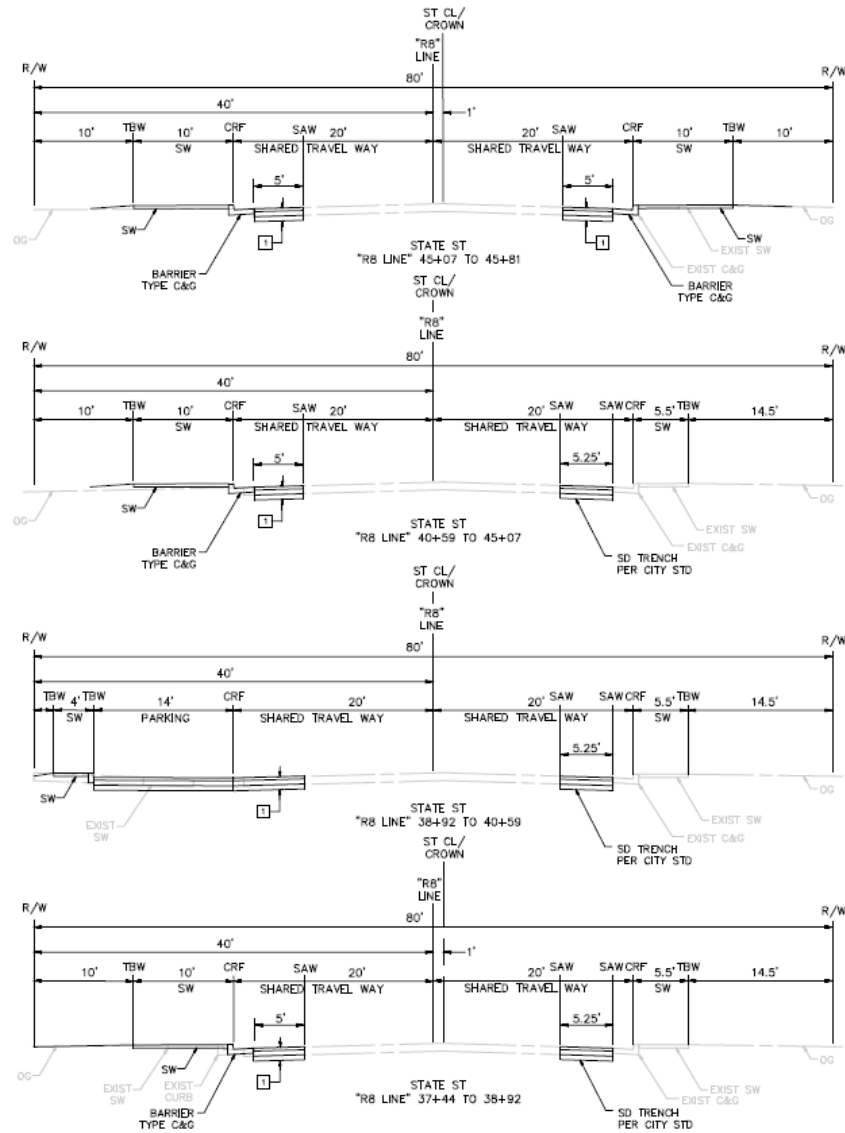 ST CL/
CROWN
"R8"
LINE
R/W
R/W
80'
40'
1'
10' TBW 10' CRF SAW 20' 20' SAW CRF 10' TBW 10'
SW SHARED TRAVEL WAY SHARED TRAVEL WAY SW
5' 5'
OG SW 1 1 EXIST SW SW OG
EXIST C&G
BARRIER
TYPE C&G
BARRIER
TYPE C&G
STATE ST
"R8 LINE" 45+07 TO 45+81
ST CL/
CROWN
"R8"
LINE
R/W
R/W
80'
40'
10' TBW 10' CRF SAW 20' 20' SAW SAW CRF 5.5' TBW 14.5'
SW SHARED TRAVEL WAY SHARED TRAVEL WAY SW
5' 5.25'
OG SW 1 EXIST SW OG
EXIST C&G
BARRIER
TYPE C&G
STATE ST
"R8 LINE" 40+59 TO 45+07
SD TRENCH
PER CITY STD
ST CL/
CROWN
"R8"
LINE
R/W
R/W
80'
40'
TBW 4' TBW 14' CRF 20' 20' SAW SAW CRF 5.5' TBW 14.5'
SW PARKING SHARED TRAVEL WAY SHARED TRAVEL WAY SW
5.25'
SW EXIST
SW
1 EXIST SW OG
EXIST C&G
STATE ST
"R8 LINE" 38+92 TO 40+59
SD TRENCH
PER CITY STD
ST CL/
CROWN
"R8"
LINE
R/W
R/W
80'
40'
1'
10' TBW 10' CRF SAW 20' 20' SAW SAW CRF 5.5' TBW 14.5'
SW SHARED TRAVEL WAY SHARED TRAVEL WAY SW
5' 5.25'
OG EXIST
SW
EXIST
CURB
SW 1 EXIST SW OG
EXIST C&G
BARRIER
TYPE C&G
STATE ST
"R8 LINE" 37+44 TO 38+92
SD TRENCH
PER CITY STD